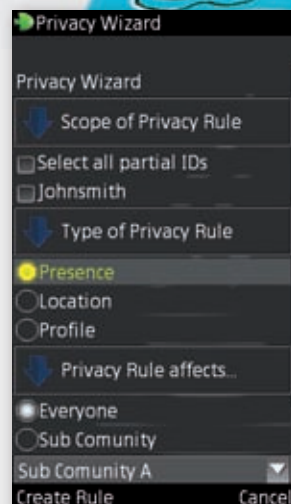 Privacy Wizard
Privacy Wizard
Scope of Privacy Rule
Select all partial IDs
Johnsmith
Type of Privacy Rule
Presence
Location
Profile
Privacy Rule affects...
Everyone
Sub Comunity
Sub Comunity A
Create Rule Cancel